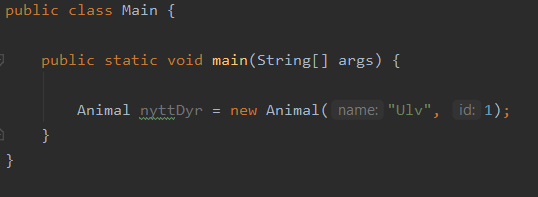 public class Main {
public static void main(String[] args) {
Animal nyttDyr = new Animal( name: "Ulv", id: 1);
}
}